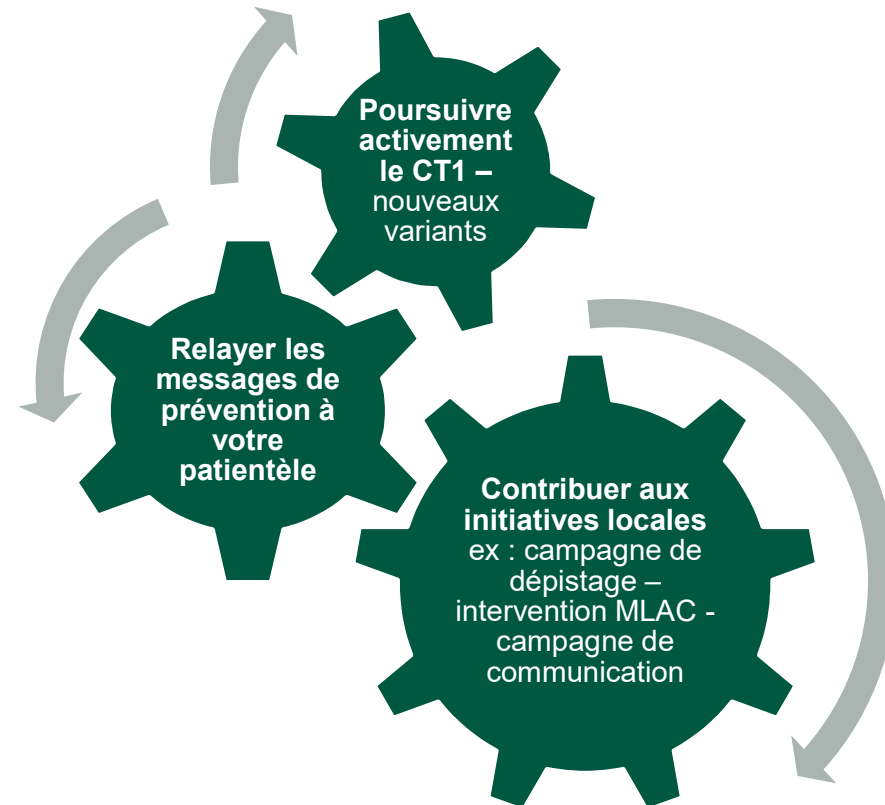 Poursuivre
activement
le CT1 –
nouveaux
variants
Relayer les
messages de
prévention à
votre
patientèle
Contribuer aux
initiatives locales
ex : campagne de
dépistage –
intervention MLAC -
campagne de
communication